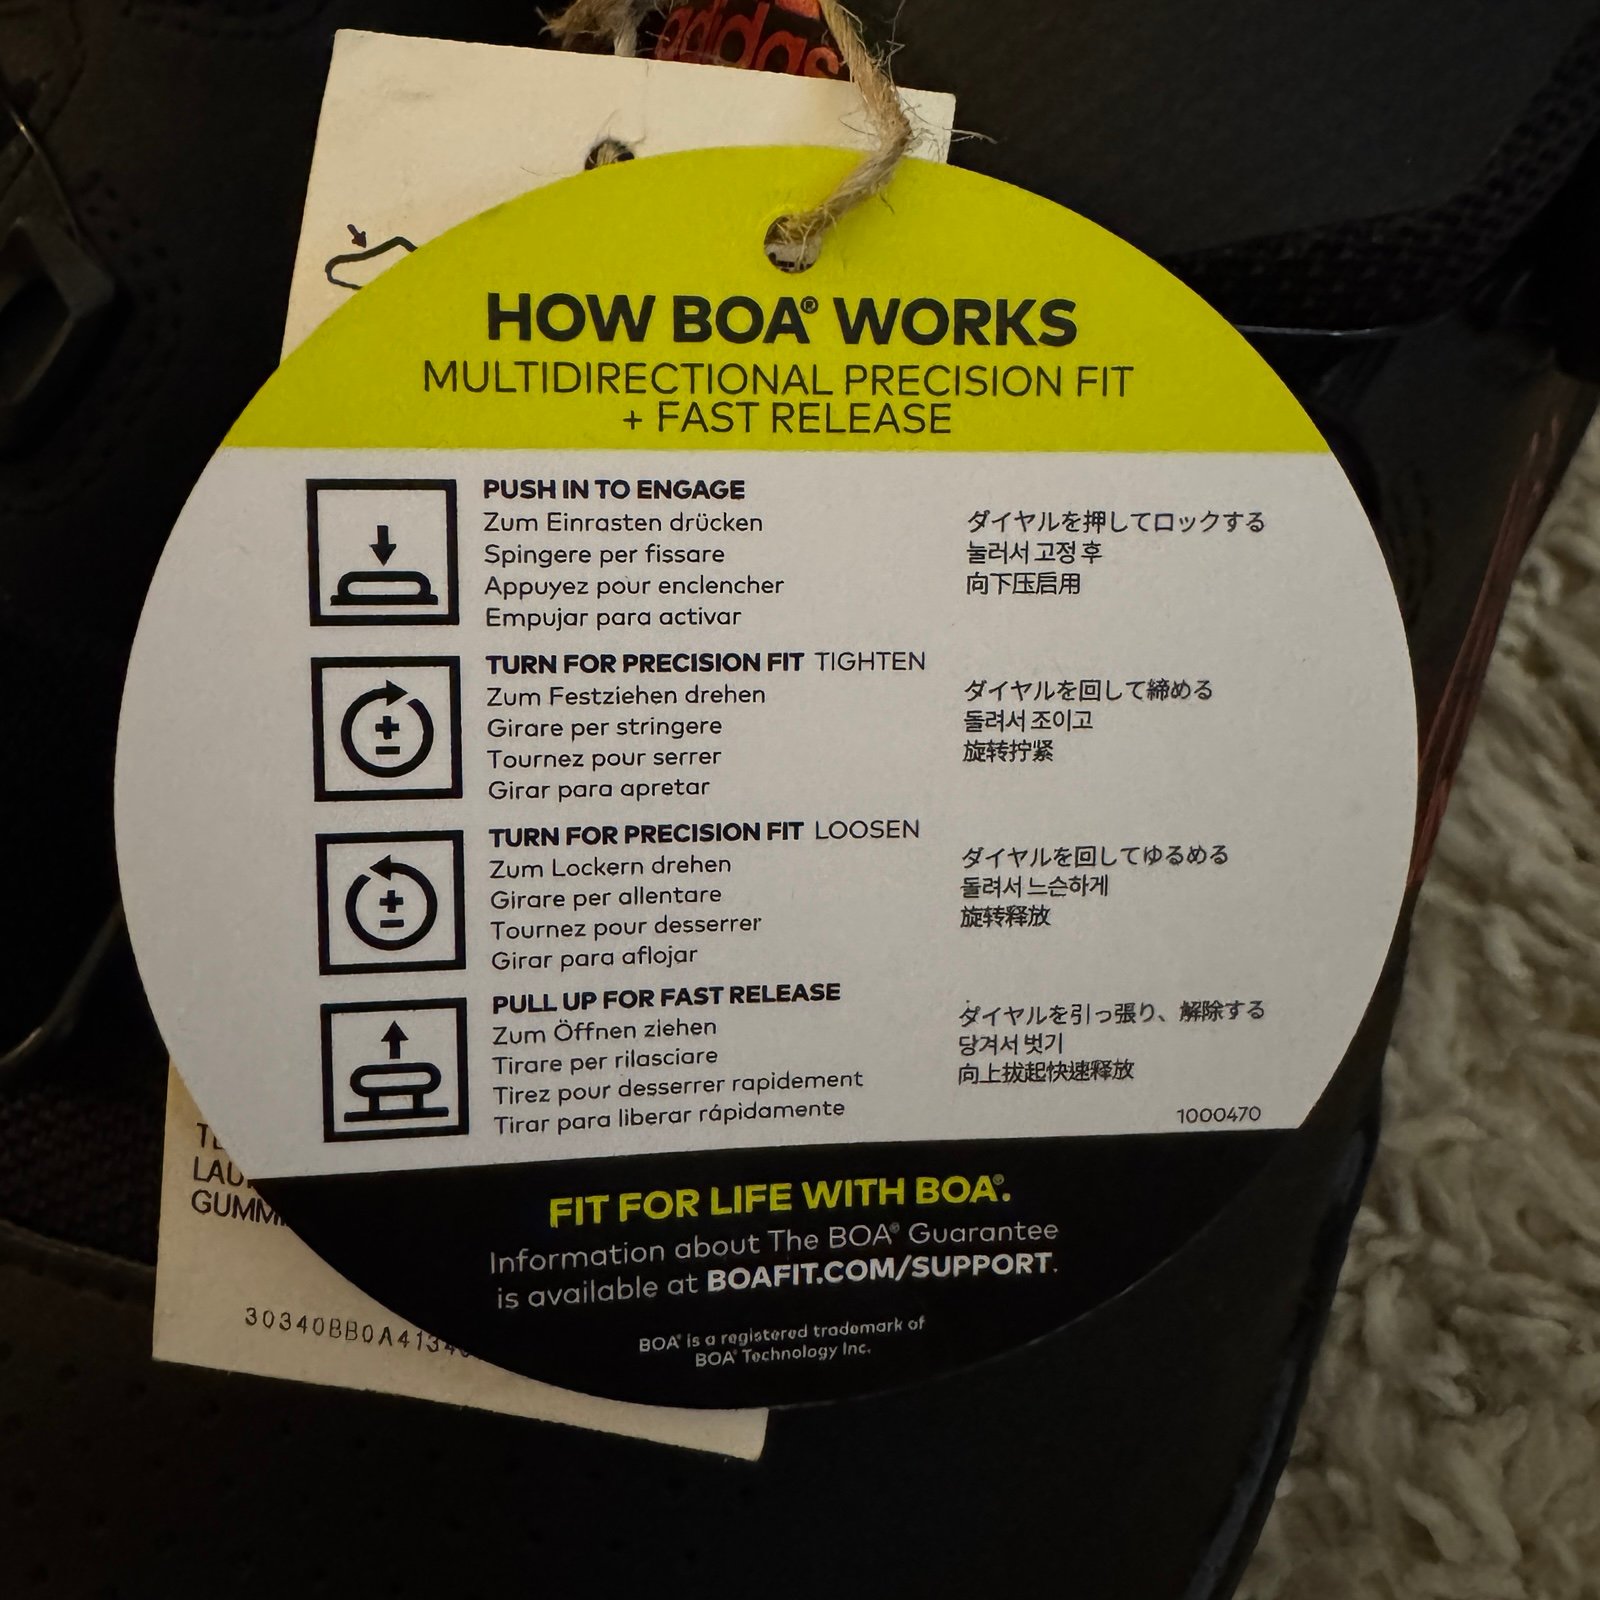 adidas
HOW BOA® WORKS
MULTIDIRECTIONAL PRECISION FIT
+ FAST RELEASE
PUSH IN TO ENGAGE
Zum Einrasten drücken
Spingere per fissare
Appuyez pour enclencher
Empujar para activar
ダイヤルを押してロックする
눌러서 고정 후
向下压启用
TURN FOR PRECISION FIT TIGHTEN
Zum Festziehen drehen
Girare per stringere
Tournez pour serrer
Girar para apretar
ダイヤルを回して締める
돌려서 조이고
旋转拧紧
TURN FOR PRECISION FIT LOOSEN
Zum Lockern drehen
Girare per allentare
Tournez pour desserrer
Girar para aflojar
ダイヤルを回してゆるめる
돌려서 느슨하게
旋转释放
PULL UP FOR FAST RELEASE
Zum Öffnen ziehen
Tirare per rilasciare
Tirez pour desserrer rapidement
Tirar para liberar rápidamente
ダイヤルを引っ張り、解除する
당겨서 벗기
向上拔起快速释放
1000470
FIT FOR LIFE WITH BOA®.
Information about The BOA® Guarantee
is available at BOAFIT.COM/SUPPORT.
BOA® is a registered trademark of
BOA® Technology Inc.